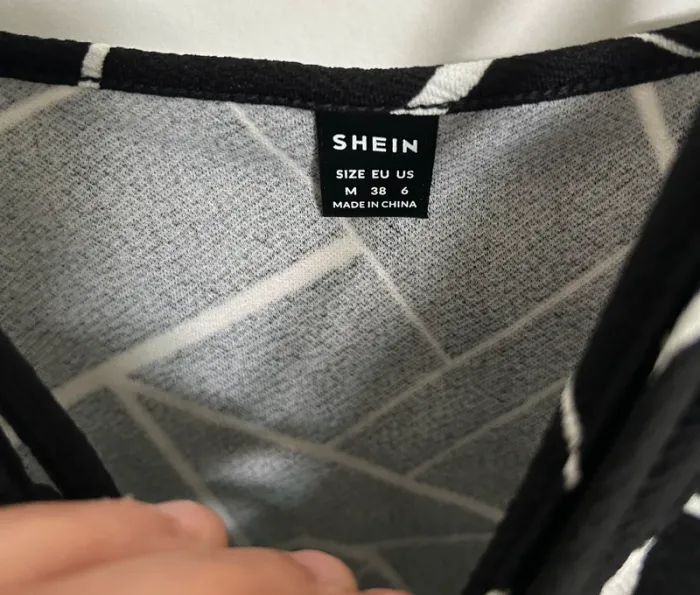 SHEIN
SIZE EU US
M 38 6
MADE IN CHINA